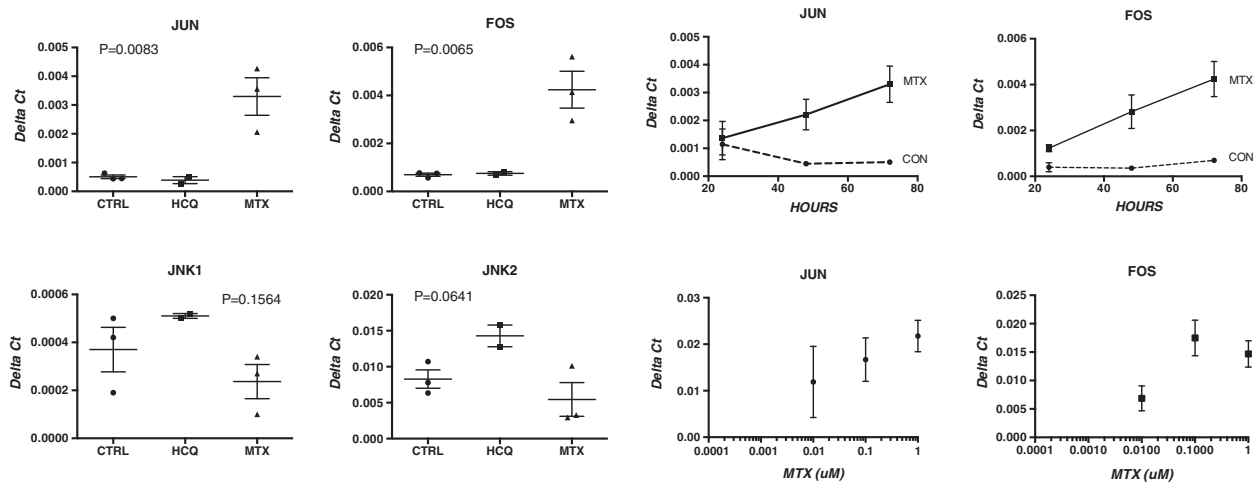 JUN
P=0.0083
Delta Ct
0.005
0.004
0.003
0.002
0.001
0.000
CTRL HCQ MTX
FOS
P=0.0065
Delta Ct
0.006
0.004
0.002
0.000
CTRL HCQ MTX
JUN
Delta Ct
0.005
0.004
0.003
0.002
0.001
0.000
MTX
CON
20 40 60 80
HOURS
FOS
Delta Ct
0.006
0.004
0.002
0.000
MTX
CON
20 40 60 80
HOURS
JNK1
P=0.1564
Delta Ct
0.0006
0.0004
0.0002
0.0000
CTRL HCQ MTX
JNK2
P=0.0641
Delta Ct
0.020
0.015
0.010
0.005
0.000
CTRL HCQ MTX
JUN
Delta Ct
0.03
0.02
0.01
0.00
0.0001 0.001 0.01 0.1 1
MTX (uM)
FOS
Delta Ct
0.025
0.020
0.015
0.010
0.005
0.000
0.0001 0.001 0.0100 0.1000 1
MTX (uM)